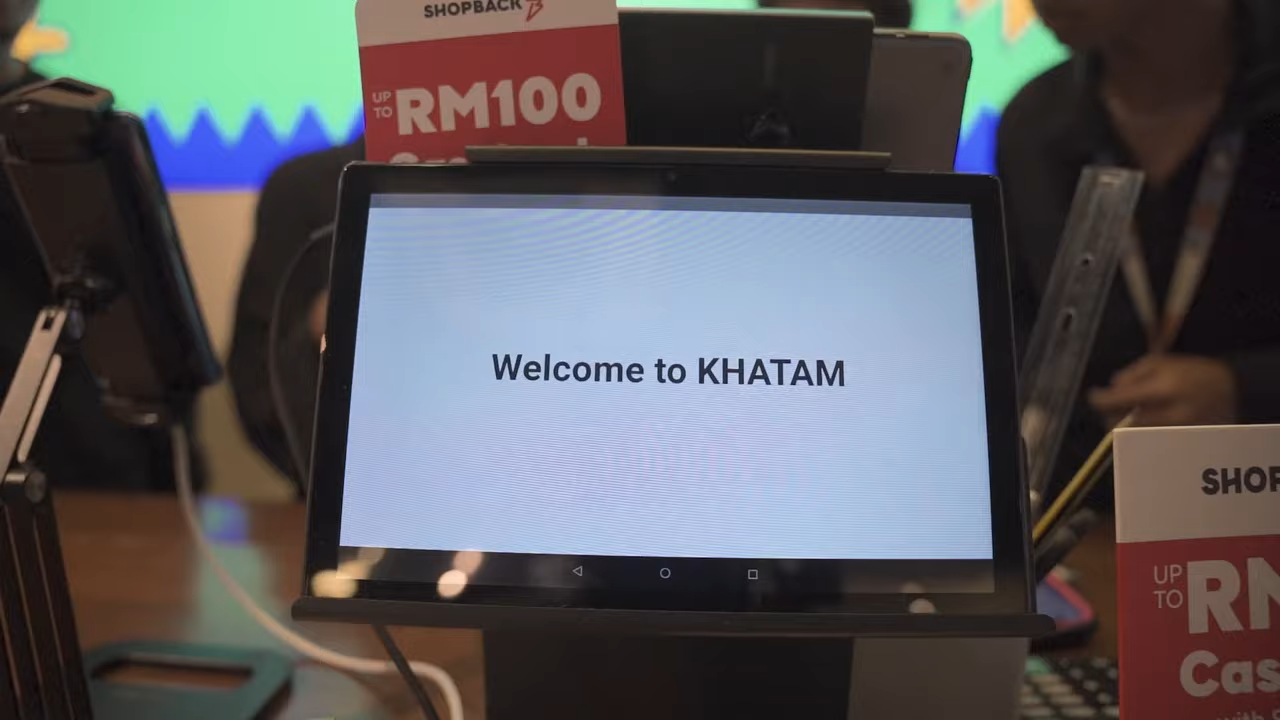 SHOPBACK
UP
TO
RM100
Welcome to KHATAM
SHOP
UP
TO
RM
Cas